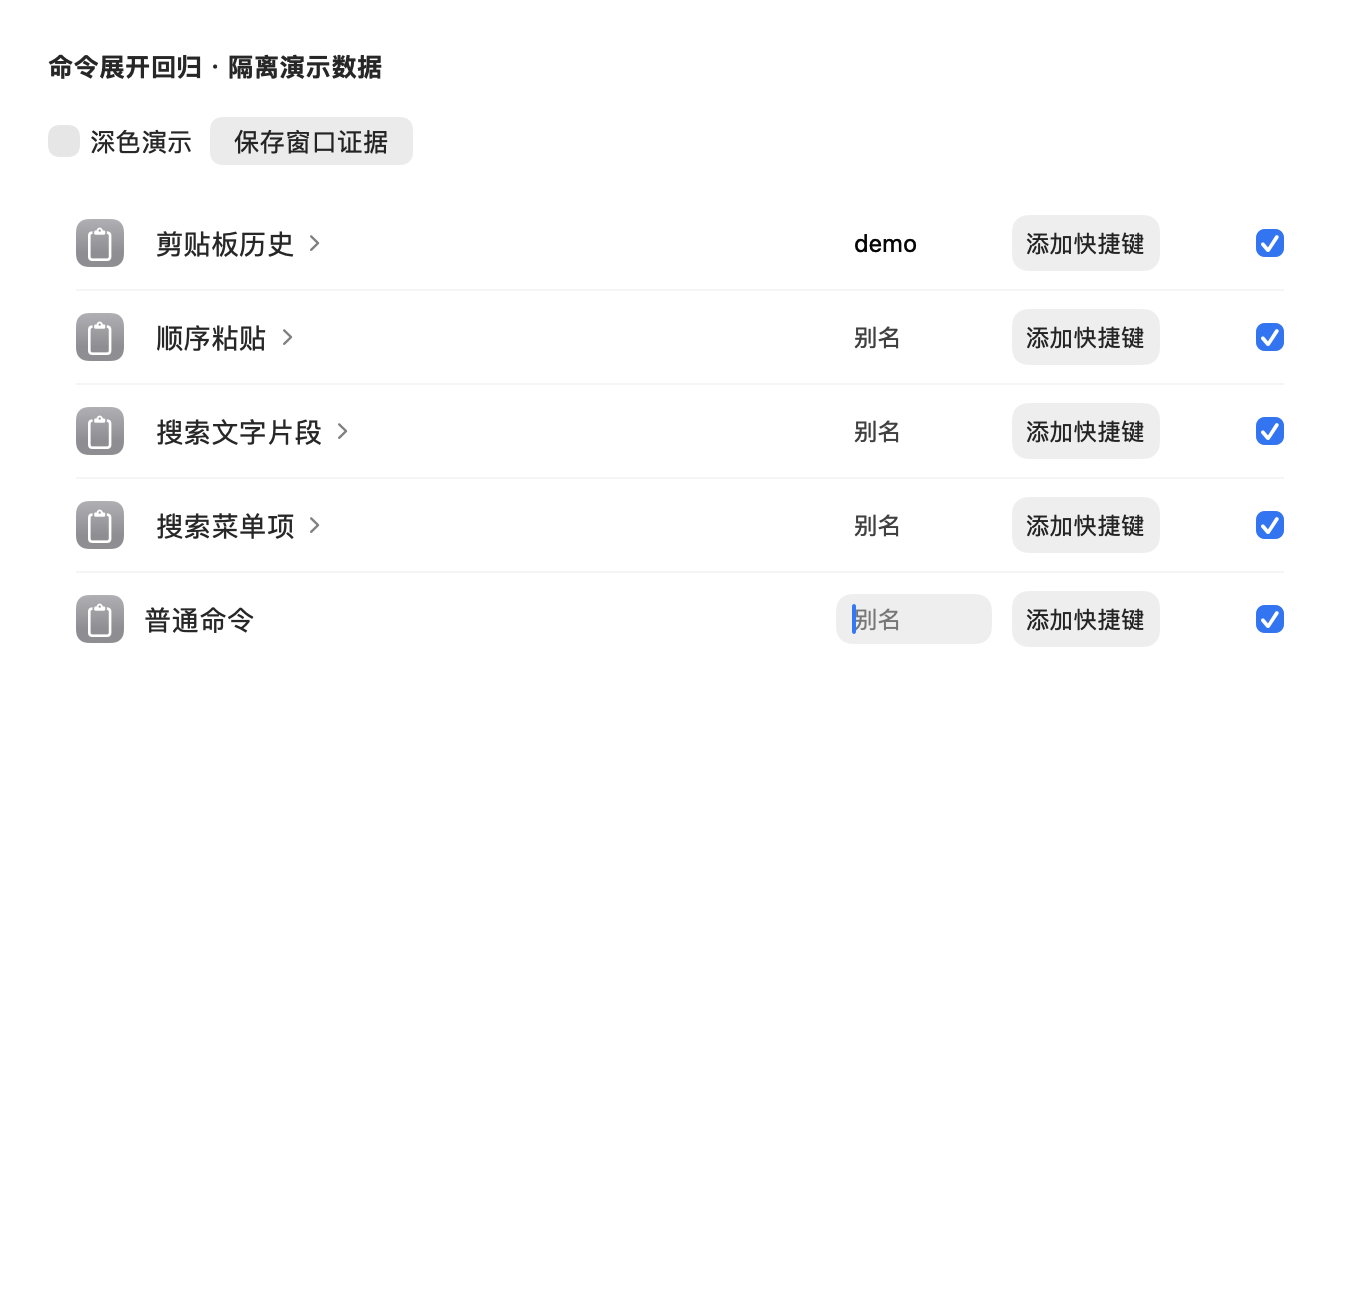 命令展开回归 · 隔离演示数据
深色演示 保存窗口证据
剪贴板历史 demo 添加快捷键
顺序粘贴 别名 添加快捷键
搜索文字片段 别名 添加快捷键
搜索菜单项 别名 添加快捷键
普通命令 别名 添加快捷键